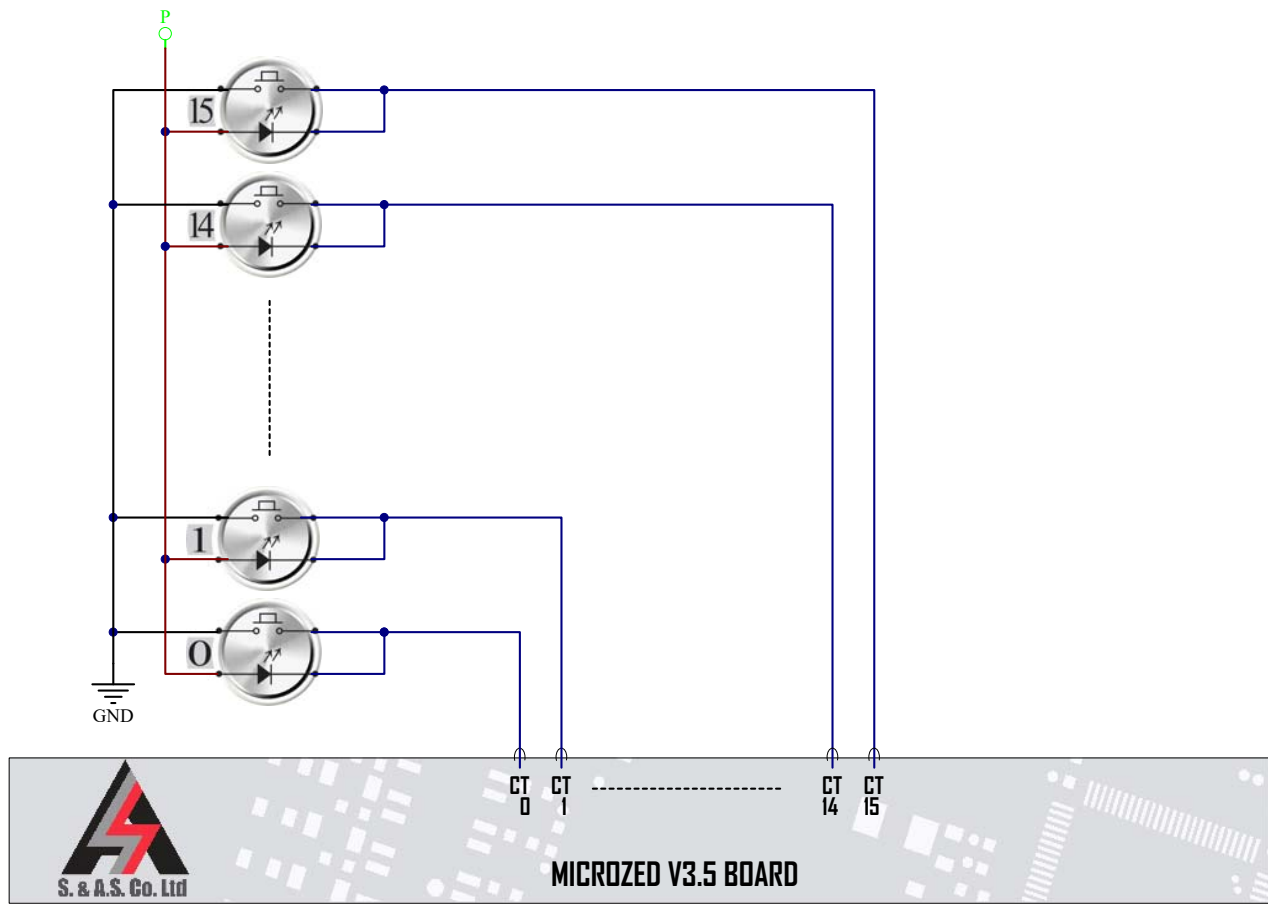 P
15
14
1
0
GND
CT CT CT CT
0 1 14 15
MICROZED V3.5 BOARD
S. & A.S. Co. Ltd